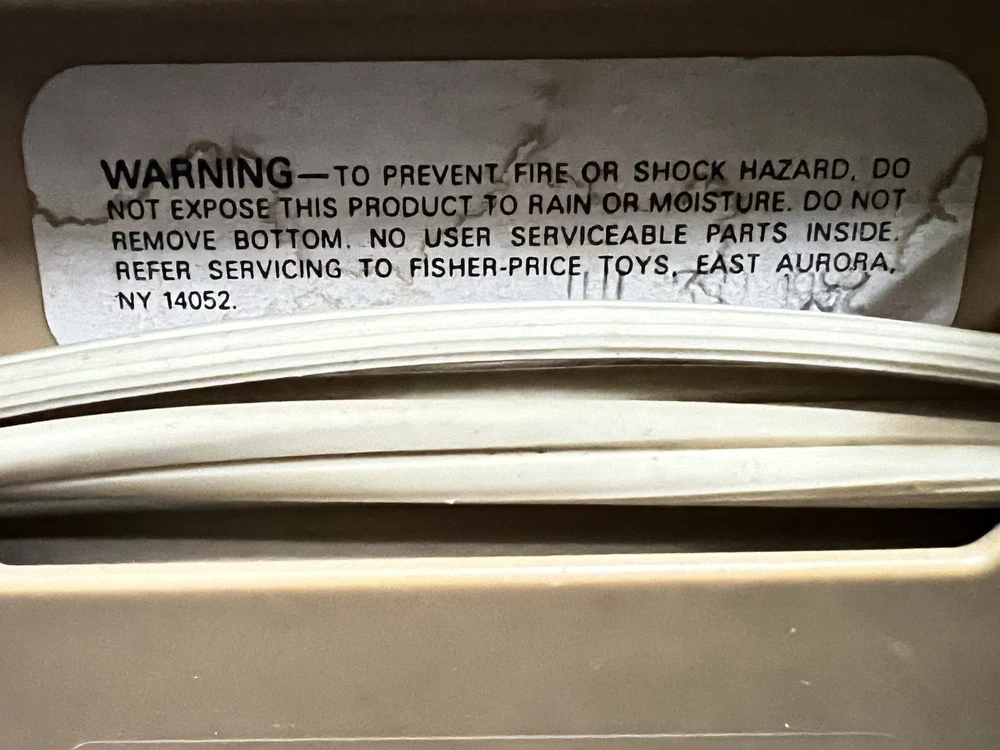 WARNING—TO PREVENT FIRE OR SHOCK HAZARD, DO
NOT EXPOSE THIS PRODUCT TO RAIN OR MOISTURE. DO NOT
REMOVE BOTTOM. NO USER SERVICEABLE PARTS INSIDE.
REFER SERVICING TO FISHER-PRICE TOYS, EAST AURORA,
NY 14052.